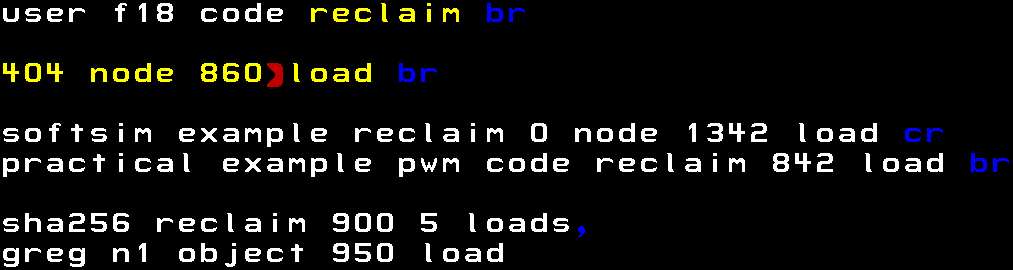 user f18 code reclaim br
404 node 860 load br
softsim example reclaim 0 node 1342 load cr
practical example pwm code reclaim 842 load br
sha256 reclaim 900 5 loads,
greg n1 object 950 load